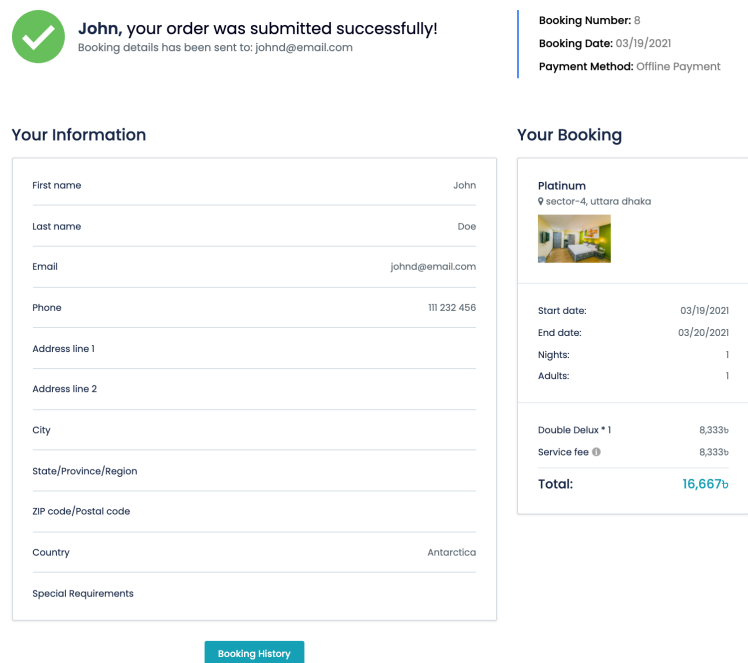 John, your order was submitted successfully!
Booking details has been sent to: johnd@email.com
Booking Number: 8
Booking Date: 03/19/2021
Payment Method: Offline Payment
Your Information
First name John
Last name Doe
Email johnd@email.com
Phone 111 232 456
Address line 1
Address line 2
City
State/Province/Region
ZIP code/Postal code
Country Antarctica
Special Requirements
Booking History
Your Booking
Platinum
sector-4, uttara dhaka
Start date: 03/19/2021
End date: 03/20/2021
Nights: 1
Adults: 1
Double Delux * 1 8,333৳
Service fee 8,333৳
Total: 16,667৳